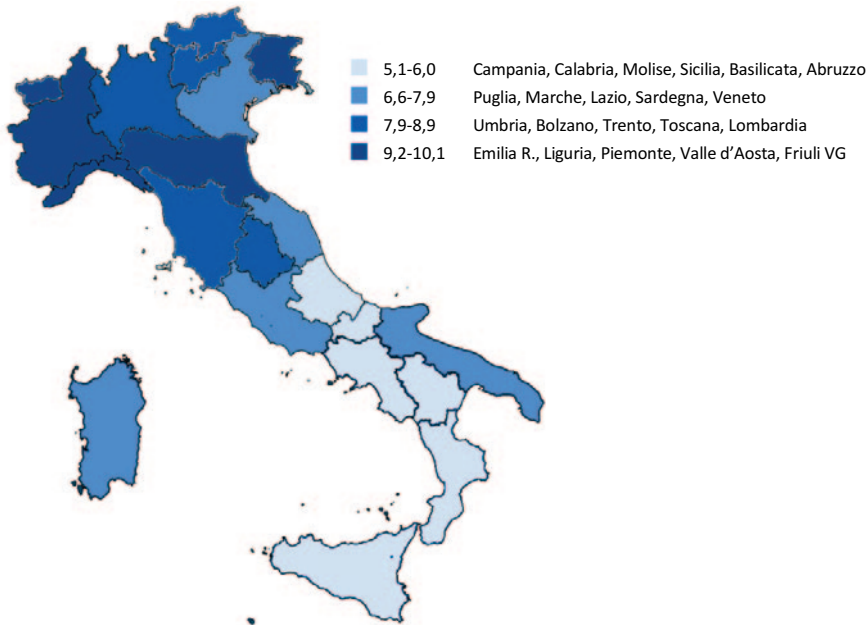 5,1-6,0 Campania, Calabria, Molise, Sicilia, Basilicata, Abruzzo
6,6-7,9 Puglia, Marche, Lazio, Sardegna, Veneto
7,9-8,9 Umbria, Bolzano, Trento, Toscana, Lombardia
9,2-10,1 Emilia R., Liguria, Piemonte, Valle d’Aosta, Friuli VG